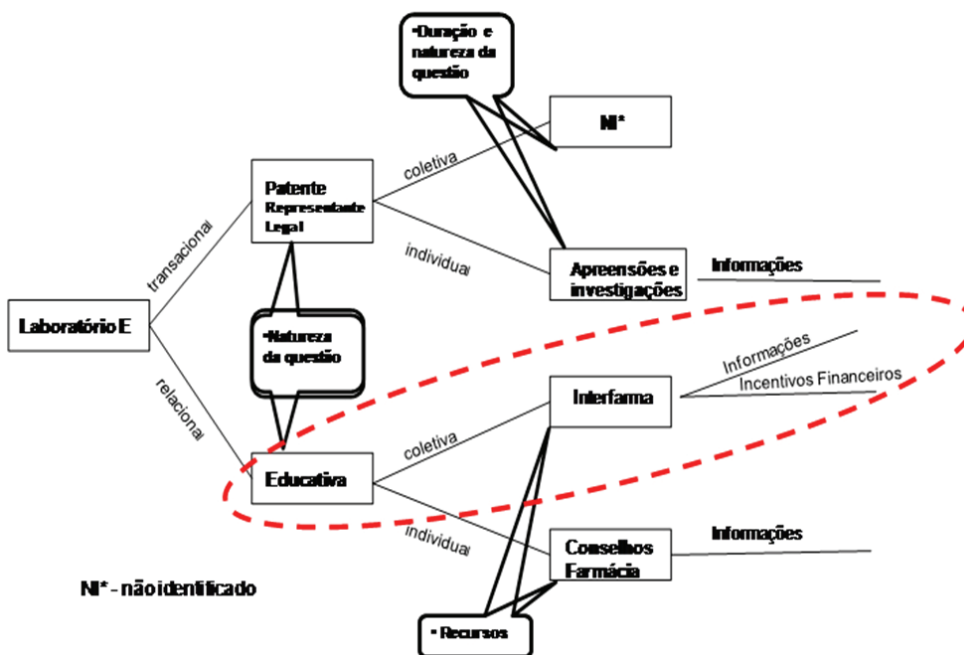 •Duração e
natureza da
questão
NI*
coletiva
Patente
Representante
Legal
transacional
individual
Apreensões e
investigações
Informações
Laboratório E
•Natureza
da questão
relacional
Informações
Incentivos Financeiros
Interfarma
coletiva
Educativa
individual
Conselhos
Farmácia
Informações
NI* - não identificado
• Recursos